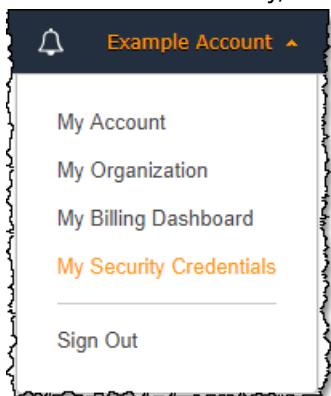 Example Account
My Account
My Organization
My Billing Dashboard
My Security Credentials
Sign Out